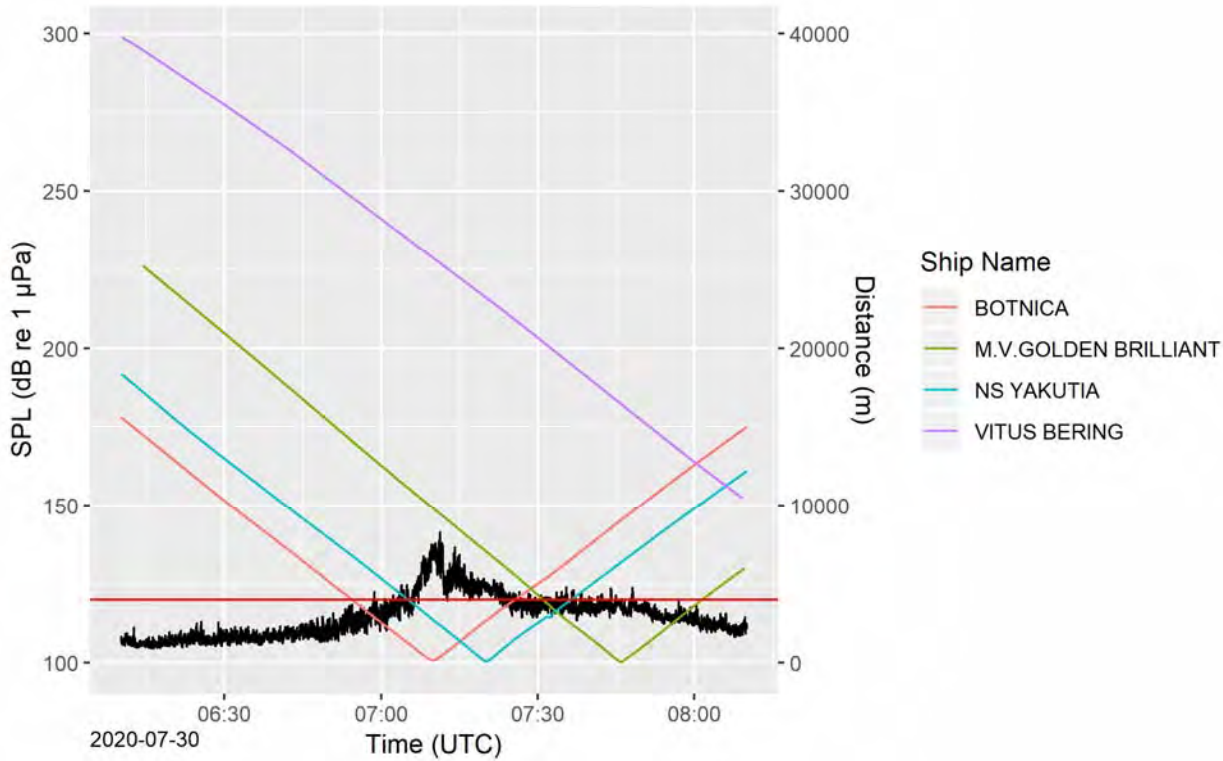 300
250
200
150
100
SPL (dB re 1 µPa)
40000
30000
20000
10000
0
Distance (m)
06:30
07:00
07:30
08:00
2020-07-30
Time (UTC)
Ship Name
BOTNICA
M.V.GOLDEN BRILLIANT
NS YAKUTIA
VITUS BERING